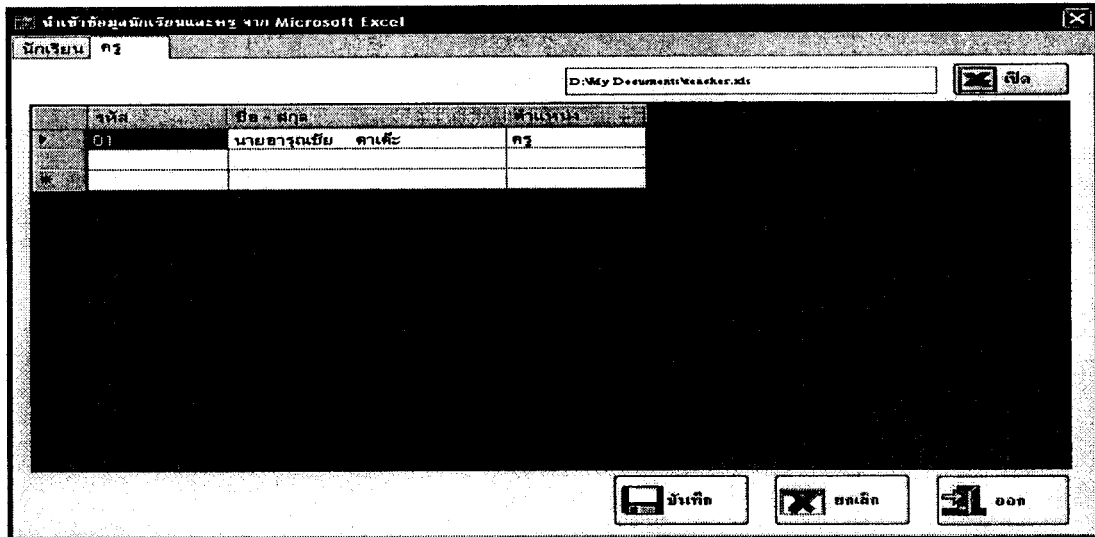 นำเข้าข้อมูลนักเรียนและครู จาก Microsoft Excel
นักเรียน ครู
D:\My Documents\teacher.xls เปิด
รหัส ชื่อ - สกุล ตำแหน่ง
01 นายอารุณชัย ดาเต๊ะ ครู
บันทึก ยกเลิก ออก